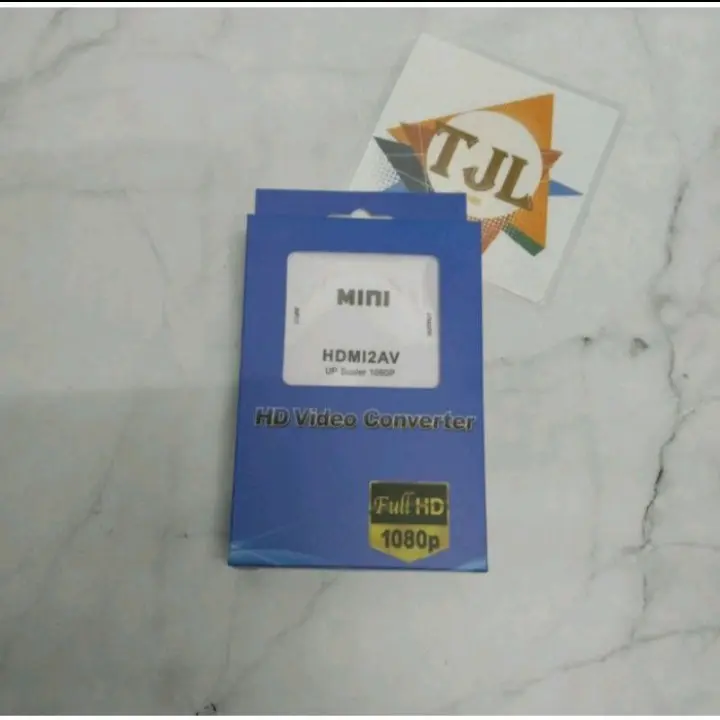 TJL
MINI
HDMI2AV
UP Scaler 1080P
HD Video Converter
Full HD
1080p